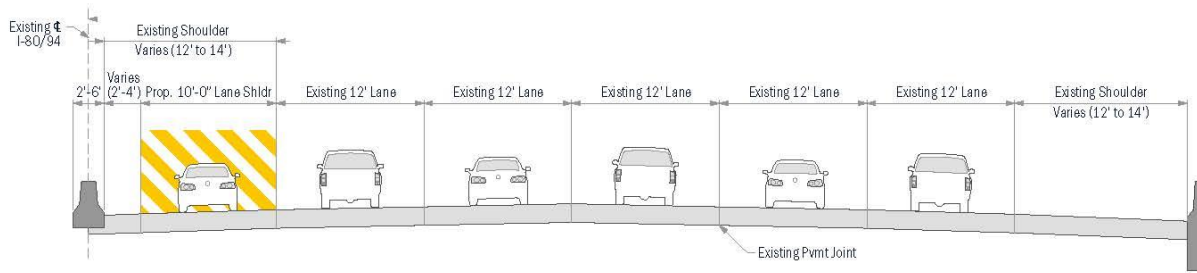 Existing ℄
I-80/94
Existing Shoulder
Varies (12' to 14')
2'-6'
Varies
(2'-4')
Prop. 10'-0" Lane Shldr
Existing 12' Lane
Existing 12' Lane
Existing 12' Lane
Existing 12' Lane
Existing 12' Lane
Existing Shoulder
Varies (12' to 14')
Existing Pvmt Joint